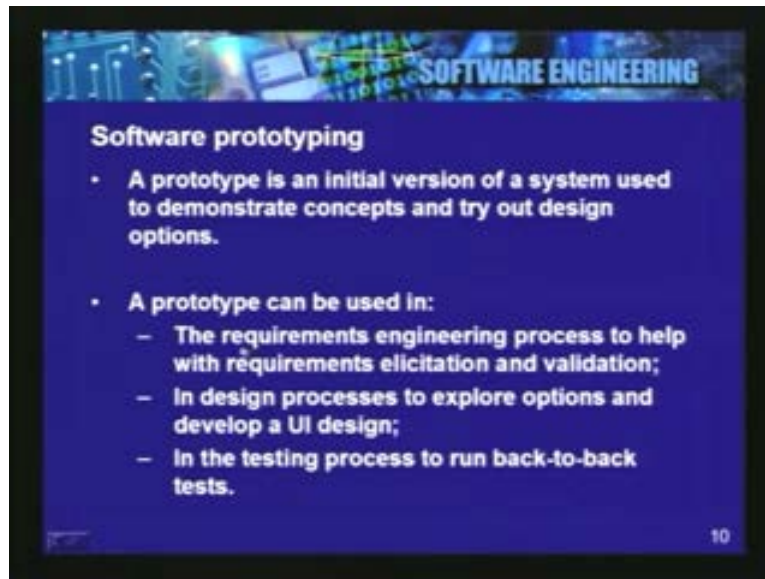 SOFTWARE ENGINEERING
Software prototyping
• A prototype is an initial version of a system used
to demonstrate concepts and try out design
options.
• A prototype can be used in:
– The requirements engineering process to help
with requirements elicitation and validation;
– In design processes to explore options and
develop a UI design;
– In the testing process to run back-to-back
tests.
10